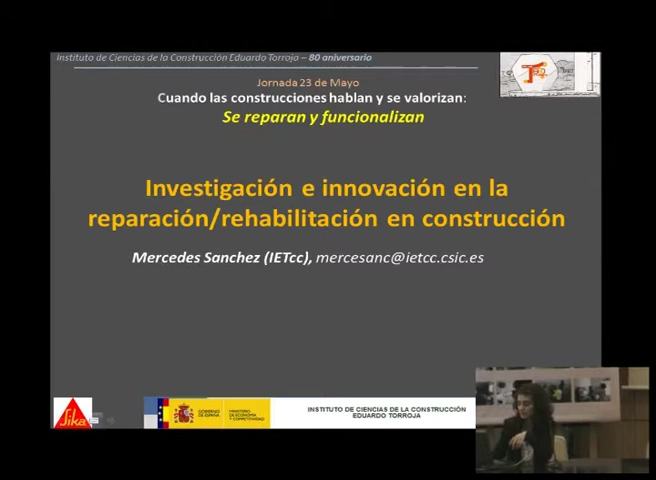 Instituto de Ciencias de la Construcción Eduardo Torroja – 80 aniversario
Jornada 23 de Mayo
Cuando las construcciones hablan y se valorizan:
Se reparan y funcionalizan
Investigación e innovación en la
reparación/rehabilitación en construcción
Mercedes Sanchez (IETcc), mercesanc@ietcc.csic.es
Sika
GOBIERNO
DE ESPAÑA
MINISTERIO
DE ECONOMÍA
Y COMPETITIVIDAD
INSTITUTO DE CIENCIAS DE LA CONSTRUCCIÓN
EDUARDO TORROJA